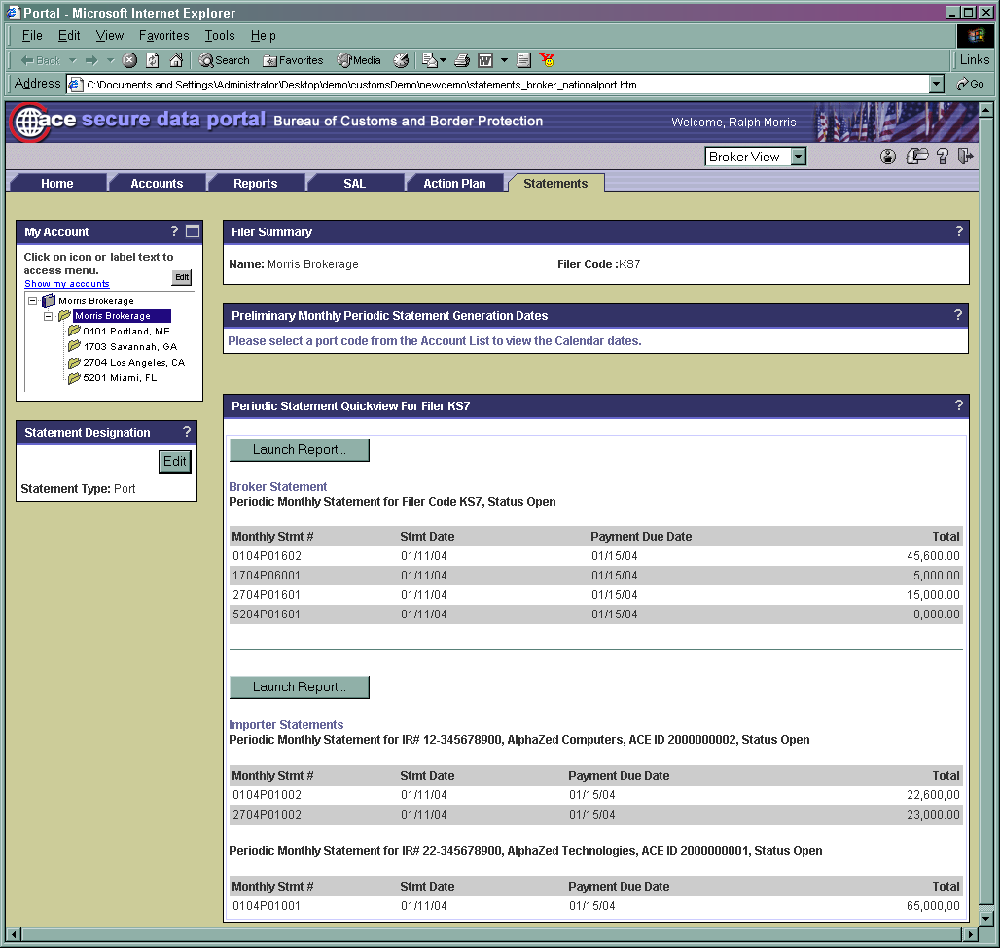 Portal - Microsoft Internet Explorer
File Edit View Favorites Tools Help
Back Search Favorites Media Links
Address C:\Documents and Settings\Administrator\Desktop\demo\customsDemo\newdemo\statements_broker_nationalport.htm Go
ace secure data portal Bureau of Customs and Border Protection Welcome, Ralph Morris
Broker View ?
Home Accounts Reports SAL Action Plan Statements
My Account ?
Click on icon or label text to
access menu.
Edit
Show my accounts
Morris Brokerage
Morris Brokerage
0101 Portland, ME
1703 Savannah, GA
2704 Los Angeles, CA
5201 Miami, FL
Statement Designation ?
Edit
Statement Type: Port
Filer Summary ?
Name: Morris Brokerage Filer Code :KS7
Preliminary Monthly Periodic Statement Generation Dates ?
Please select a port code from the Account List to view the Calendar dates.
Periodic Statement Quickview For Filer KS7 ?
Launch Report...
Broker Statement
Periodic Monthly Statement for Filer Code KS7, Status Open
Monthly Stmt # Stmt Date Payment Due Date Total
0104P01602 01/11/04 01/15/04 45,600.00
1704P06001 01/11/04 01/15/04 5,000.00
2704P01601 01/11/04 01/15/04 15,000.00
5204P01601 01/11/04 01/15/04 8,000.00
Launch Report...
Importer Statements
Periodic Monthly Statement for IR# 12-345678900, AlphaZed Computers, ACE ID 2000000002, Status Open
Monthly Stmt # Stmt Date Payment Due Date Total
0104P01002 01/11/04 01/15/04 22,600,00
2704P01002 01/11/04 01/15/04 23,000.00
Periodic Monthly Statement for IR# 22-345678900, AlphaZed Technologies, ACE ID 2000000001, Status Open
Monthly Stmt # Stmt Date Payment Due Date Total
0104P01001 01/11/04 01/15/04 65,000,00